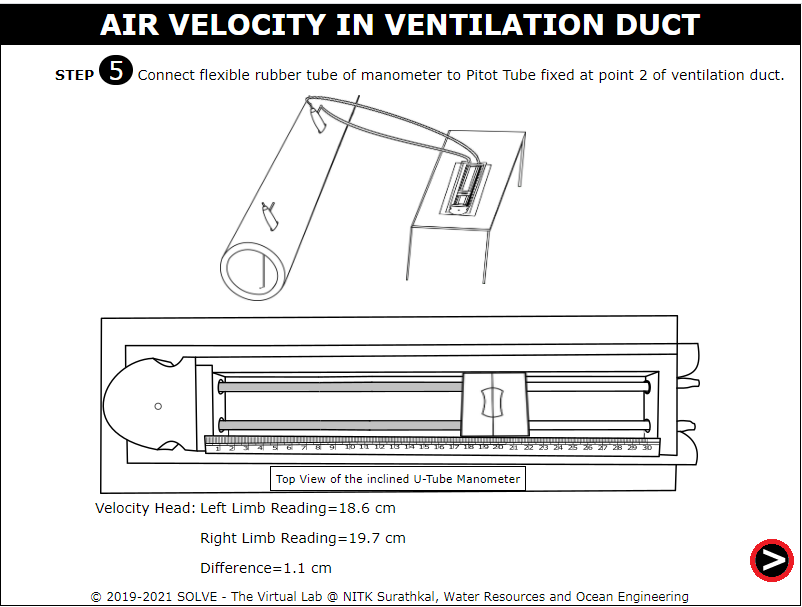 AIR VELOCITY IN VENTILATION DUCT
STEP 5 Connect flexible rubber tube of manometer to Pitot Tube fixed at point 2 of ventilation duct.
1 2 3 4 5 6 7 8 9 10 11 12 13 14 15 16 17 18 19 20 21 22 23 24 25 26 27 28 29 30
Top View of the inclined U-Tube Manometer
Velocity Head: Left Limb Reading=18.6 cm
Right Limb Reading=19.7 cm
Difference=1.1 cm
>
© 2019-2021 SOLVE - The Virtual Lab @ NITK Surathkal, Water Resources and Ocean Engineering